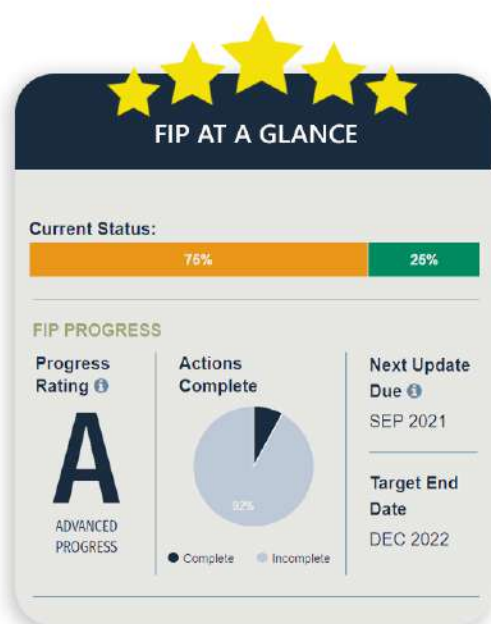 FIP AT A GLANCE
Current Status:
75% 25%
FIP PROGRESS
Progress
Rating
A
ADVANCED
PROGRESS
Actions
Complete
92%
Complete Incomplete
Next Update
Due
SEP 2021
Target End
Date
DEC 2022